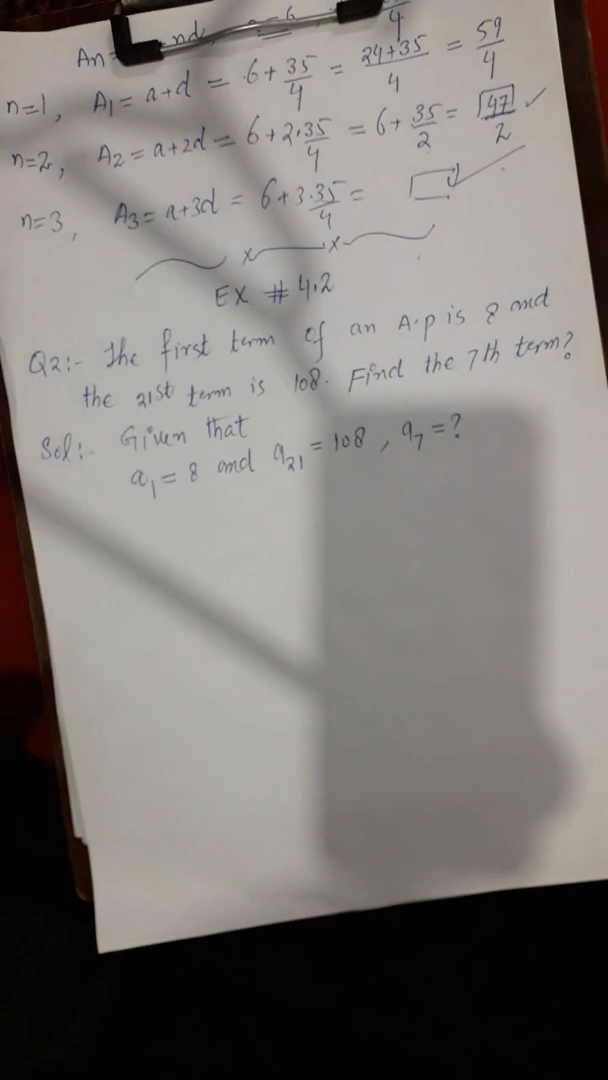 An=
n=1, A₁ = a+d = 6+ 35/4 = 24+35/4 = 59/4
n=2, A₂ = a+2d = 6+2.35/4 = 6+ 35/2 = 47/2 ✓
n=3, A₃ = a+3d = 6+3.35/4 =
EX # 4.2
Q2:- The first term of an A.p is 8 and
the 21st term is 108. Find the 7th term?
Sol:- Given that
a₁ = 8 and a₂₁ = 108, a₇ = ?